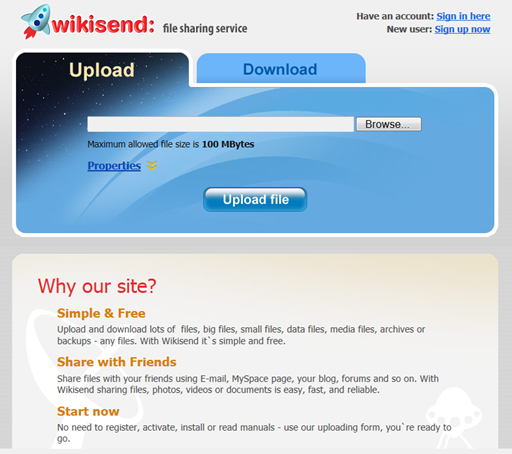 wikisend: file sharing service
Have an account: Sign in here
New user: Sign up now
Upload
Download
Browse...
Maximum allowed file size is 100 MBytes
Properties
Upload file
Why our site?
Simple & Free
Upload and download lots of files, big files, small files, data files, media files, archives or
backups - any files. With Wikisend it`s simple and free.
Share with Friends
Share files with your friends using E-mail, MySpace page, your blog, forums and so on. With
Wikisend sharing files, photos, videos or documents is easy, fast, and reliable.
Start now
No need to register, activate, install or read manuals - use our uploading form, you`re ready to
go.